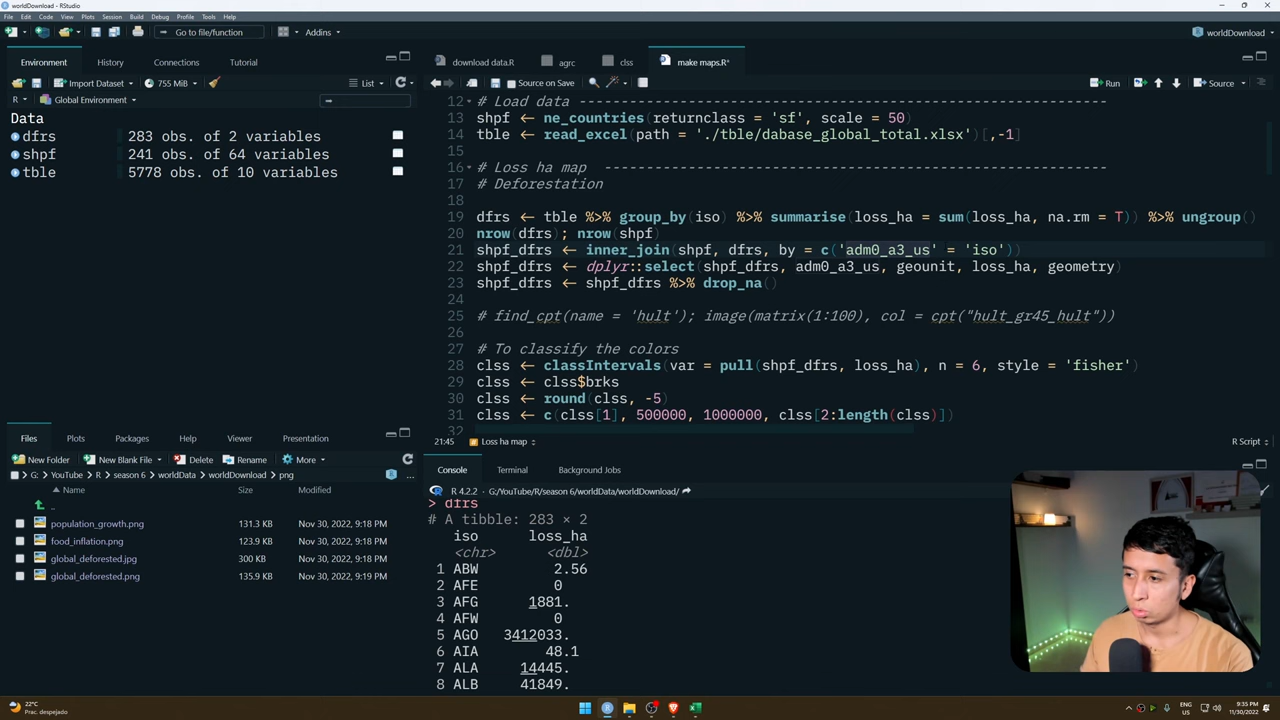 worldDownload - RStudio
File Edit Code View Plots Session Build Debug Profile Tools Help
Go to file/function Addins worldDownload
Environment History Connections Tutorial
Import Dataset 755 MiB List
R Global Environment
Data
dfrs 283 obs. of 2 variables
shpf 241 obs. of 64 variables
tble 5778 obs. of 10 variables
Files Plots Packages Help Viewer Presentation
New Folder New Blank File Delete Rename More
G: YouTube R season 6 worldData worldDownload png
Name Size Modified
..
population_growth.png 131.3 KB Nov 30, 2022, 9:18 PM
food_inflation.png 123.9 KB Nov 30, 2022, 9:18 PM
global_deforested.jpg 300 KB Nov 30, 2022, 9:18 PM
global_deforested.png 135.9 KB Nov 30, 2022, 9:19 PM
download data.R agrc clss make maps.R*
Source on Save Run Source
12 # Load data ---------------------------------------------------------------
13 shpf ← ne_countries(returnclass = 'sf', scale = 50)
14 tble ← read_excel(path = './tble/dabase_global_total.xlsx')[,-1]
15
16 # Loss ha map -------------------------------------------------------------
17 # Deforestation
18
19 dfrs ← tble %>% group_by(iso) %>% summarise(loss_ha = sum(loss_ha, na.rm = T)) %>% ungroup()
20 nrow(dfrs); nrow(shpf)
21 shpf_dfrs ← inner_join(shpf, dfrs, by = c('adm0_a3_us' = 'iso'))
22 shpf_dfrs ← dplyr::select(shpf_dfrs, adm0_a3_us, geounit, loss_ha, geometry)
23 shpf_dfrs ← shpf_dfrs %>% drop_na()
24
25 # find_cpt(name = 'hult'); image(matrix(1:100), col = cpt("hult_gr45_hult"))
26
27 # To classify the colors
28 clss ← classIntervals(var = pull(shpf_dfrs, loss_ha), n = 6, style = 'fisher')
29 clss ← clss$brks
30 clss ← round(clss, -5)
31 clss ← c(clss[1], 500000, 1000000, clss[2:length(clss)])
32
21:45 # Loss ha map R Script
Console Terminal Background Jobs
R 4.2.2 · G:/YouTube/R/season 6/worldData/worldDownload/
> dfrs
# A tibble: 283 × 2
iso loss_ha
<chr> <dbl>
1 ABW 2.56
2 AFE 0
3 AFG 1881.
4 AFW 0
5 AGO 3412033.
6 AIA 48.1
7 ALA 14445.
8 ALB 41849.
22°C
Prac. despejado
ENG
US
9:35 PM
11/30/2022